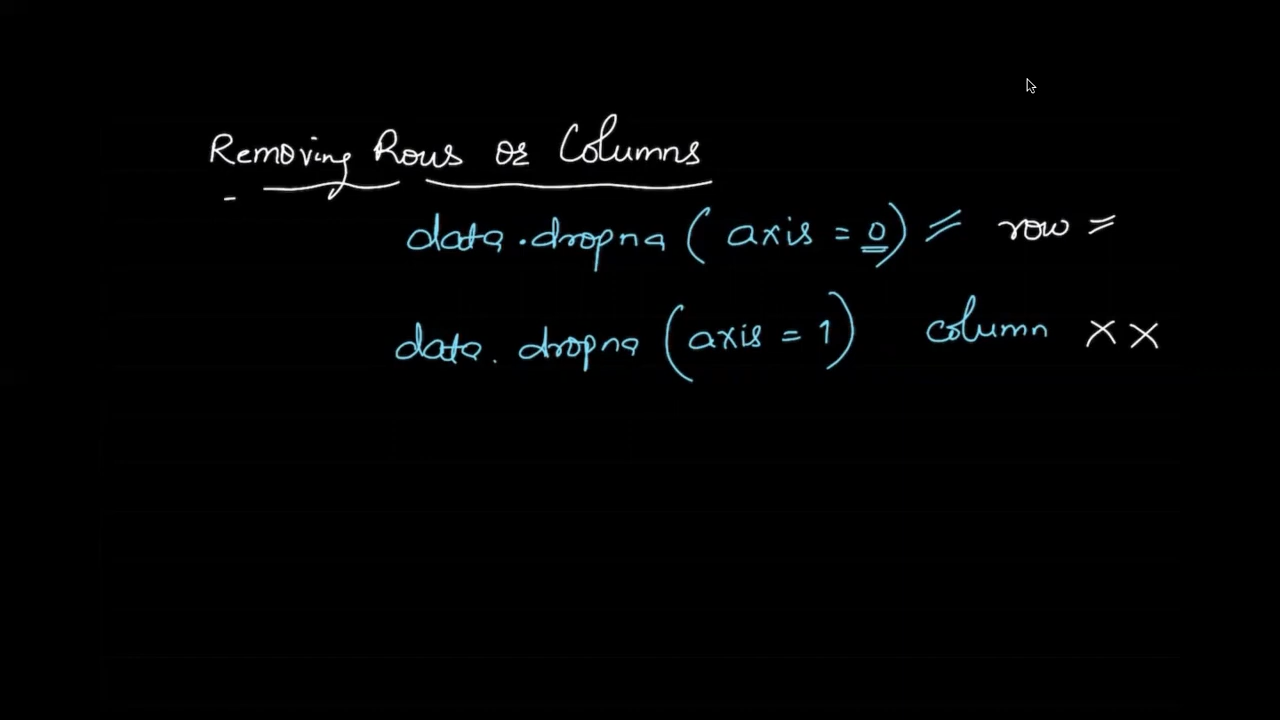 Removing Rows or Columns
data.dropna (axis = 0) row =
data. dropna (axis = 1) column X X